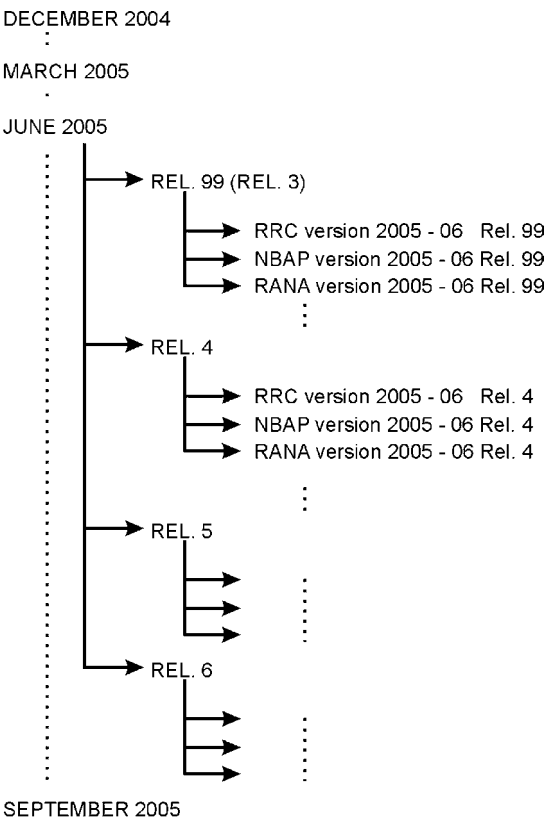 DECEMBER 2004
MARCH 2005
JUNE 2005
REL. 99 (REL. 3)
RRC version 2005 - 06 Rel. 99
NBAP version 2005 - 06 Rel. 99
RANA version 2005 - 06 Rel. 99
REL. 4
RRC version 2005 - 06 Rel. 4
NBAP version 2005 - 06 Rel. 4
RANA version 2005 - 06 Rel. 4
REL. 5
REL. 6
SEPTEMBER 2005